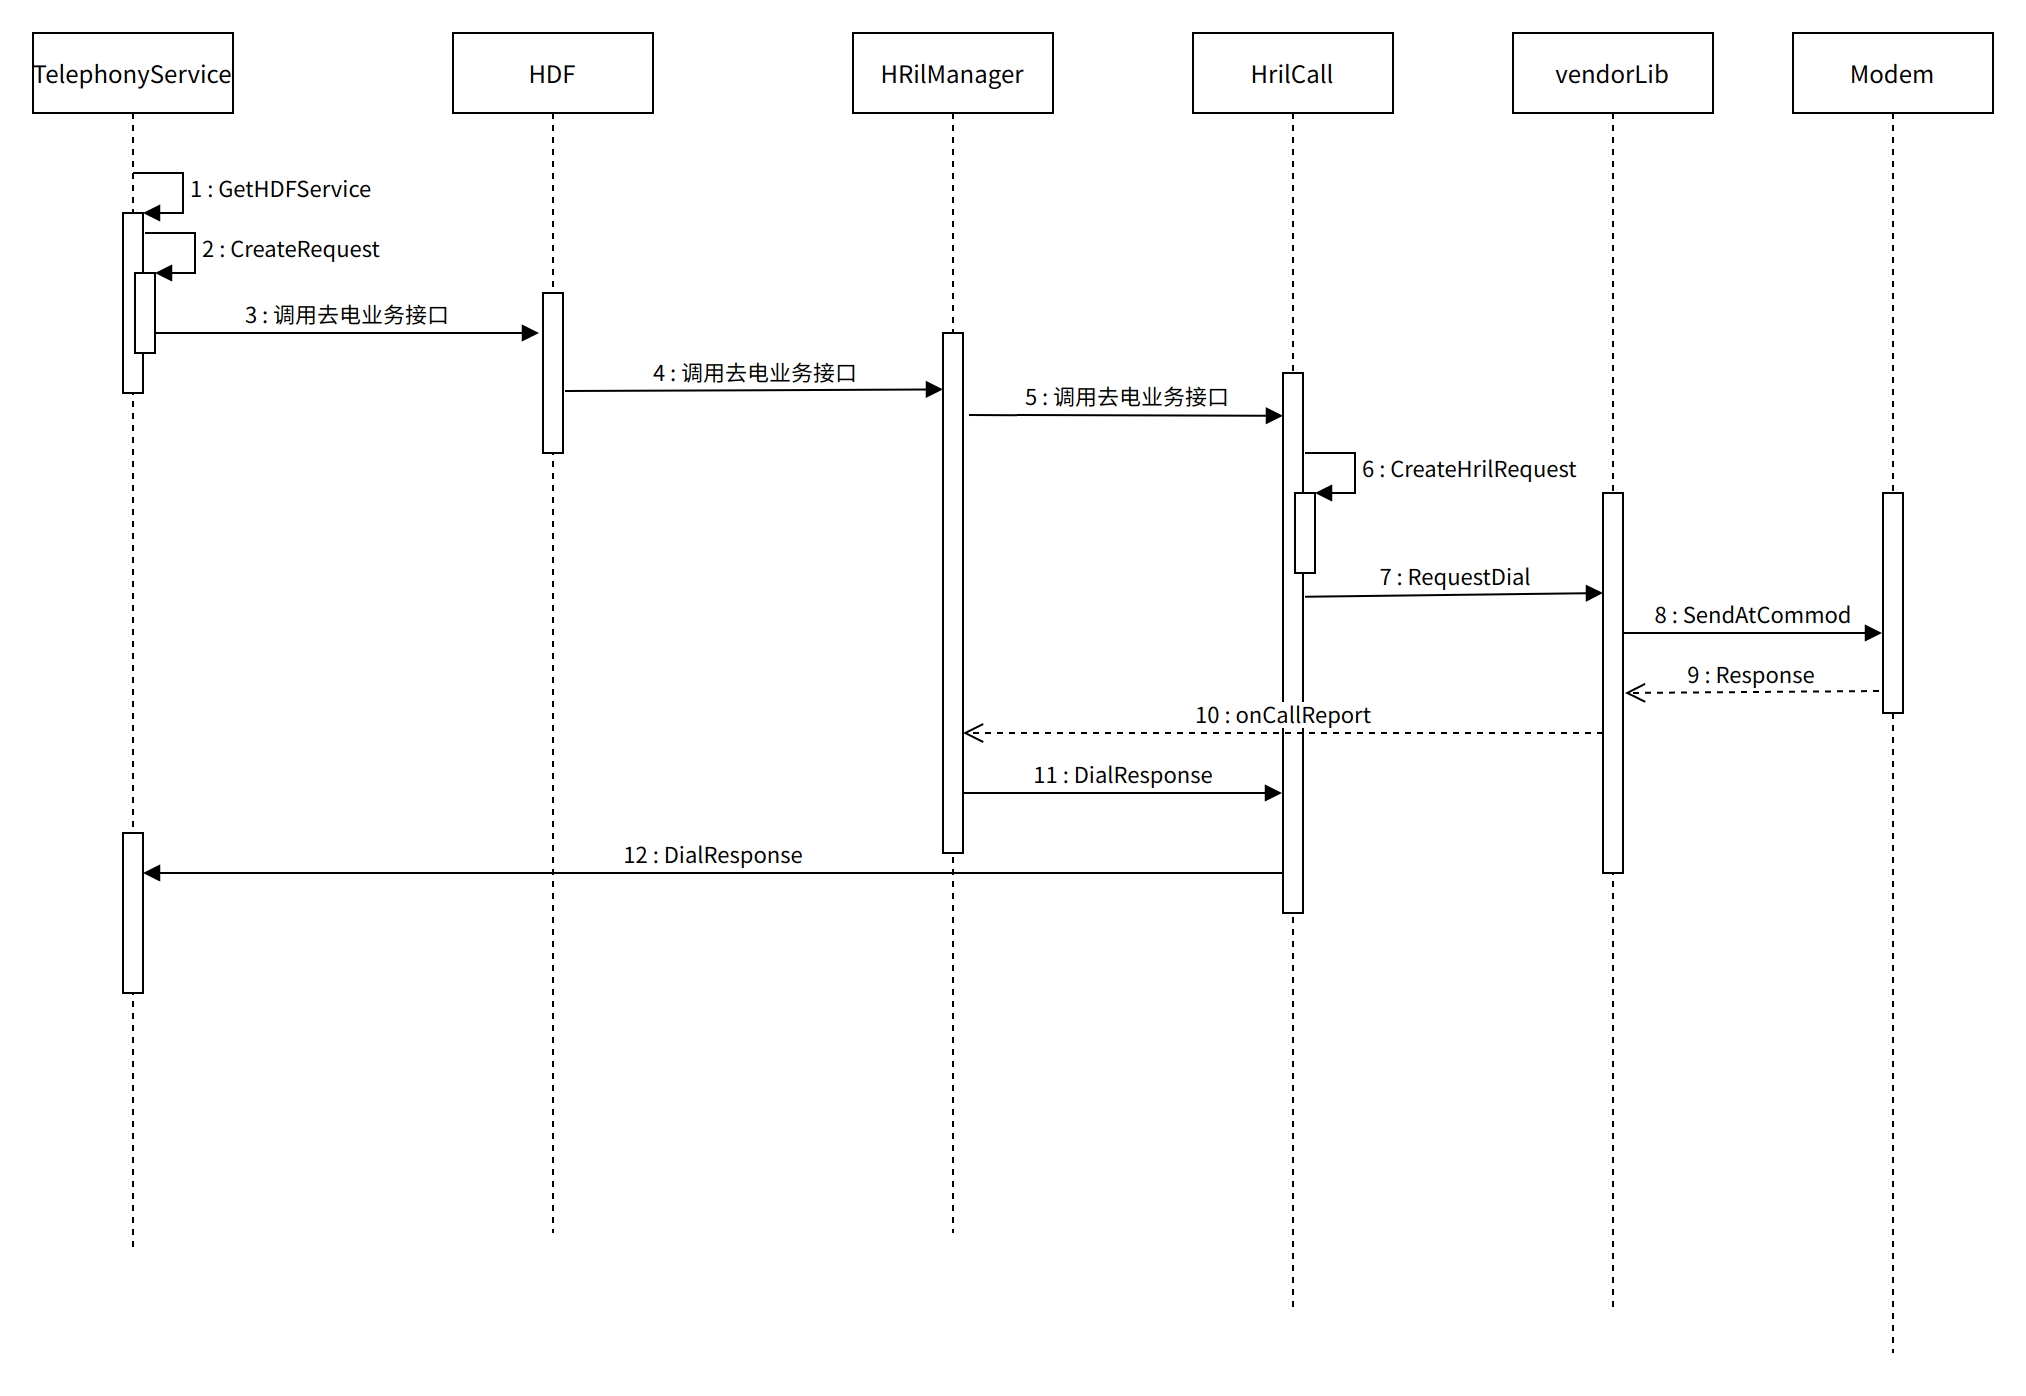 TelephonyService
HDF
HRilManager
HrilCall
vendorLib
Modem
1 : GetHDFService
2 : CreateRequest
3 : 调用去电业务接口
4 : 调用去电业务接口
5 : 调用去电业务接口
6 : CreateHrilRequest
7 : RequestDial
8 : SendAtCommod
9 : Response
10 : onCallReport
11 : DialResponse
12 : DialResponse